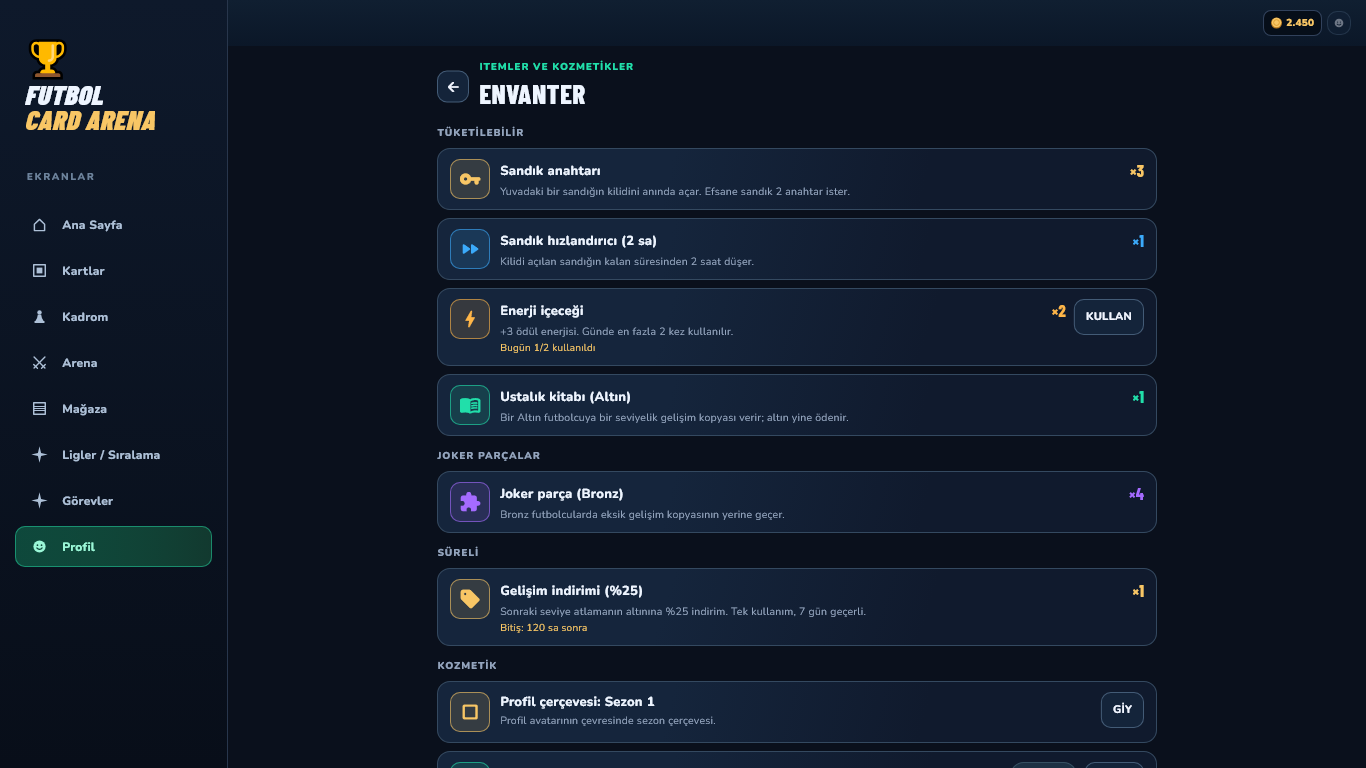 2.450
FUTBOL
CARD ARENA
EKRANLAR
Ana Sayfa
Kartlar
Kadrom
Arena
Mağaza
Ligler / Sıralama
Görevler
Profil
ITEMLER VE KOZMETİKLER
ENVANTER
TÜKETİLEBİLİR
Sandık anahtarı
×3
Yuvadaki bir sandığın kilidini anında açar. Efsane sandık 2 anahtar ister.
Sandık hızlandırıcı (2 sa)
×1
Kilidi açılan sandığın kalan süresinden 2 saat düşer.
Enerji içeceği
×2
KULLAN
+3 ödül enerjisi. Günde en fazla 2 kez kullanılır.
Bugün 1/2 kullanıldı
Ustalık kitabı (Altın)
×1
Bir Altın futbolcuya bir seviyelik gelişim kopyası verir; altın yine ödenir.
JOKER PARÇALAR
Joker parça (Bronz)
×4
Bronz futbolcularda eksik gelişim kopyasının yerine geçer.
SÜRELİ
Gelişim indirimi (%25)
×1
Sonraki seviye atlamanın altınına %25 indirim. Tek kullanım, 7 gün geçerli.
Bitiş: 120 sa sonra
KOZMETİK
Profil çerçevesi: Sezon 1
GİY
Profil avatarının çevresinde sezon çerçevesi.